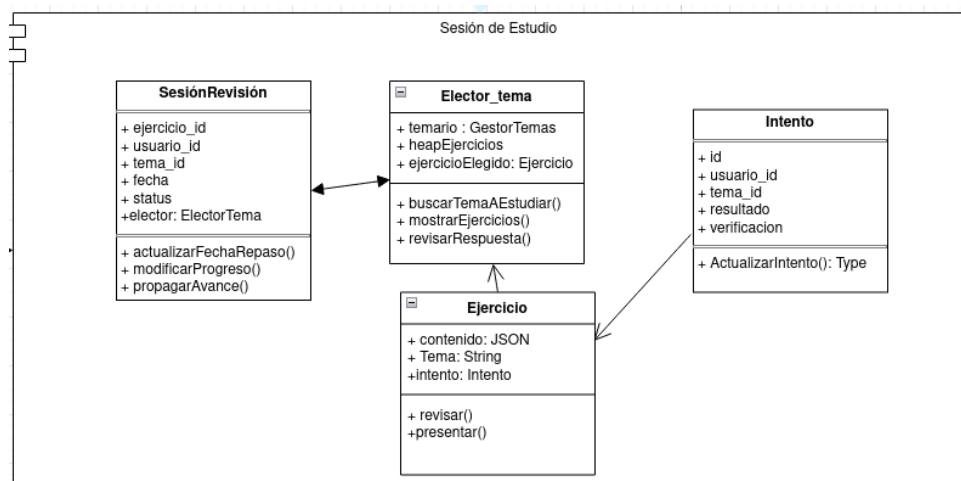 Sesión de Estudio
SesiónRevisión
+ ejercicio_id
+ usuario_id
+ tema_id
+ fecha
+ status
+elector: ElectorTema
+ actualizarFechaRepaso()
+ modificarProgreso()
+ propagarAvance()
Elector_tema
+ temario : GestorTemas
+ heapEjercicios
+ ejercicioElegido: Ejercicio
+ buscarTemaAEstudiar()
+ mostrarEjercicios()
+ revisarRespuesta()
Intento
+ id
+ usuario_id
+ tema_id
+ resultado
+ verificacion
+ ActualizarIntento(): Type
Ejercicio
+ contenido: JSON
+ Tema: String
+intento: Intento
+ revisar()
+presentar()